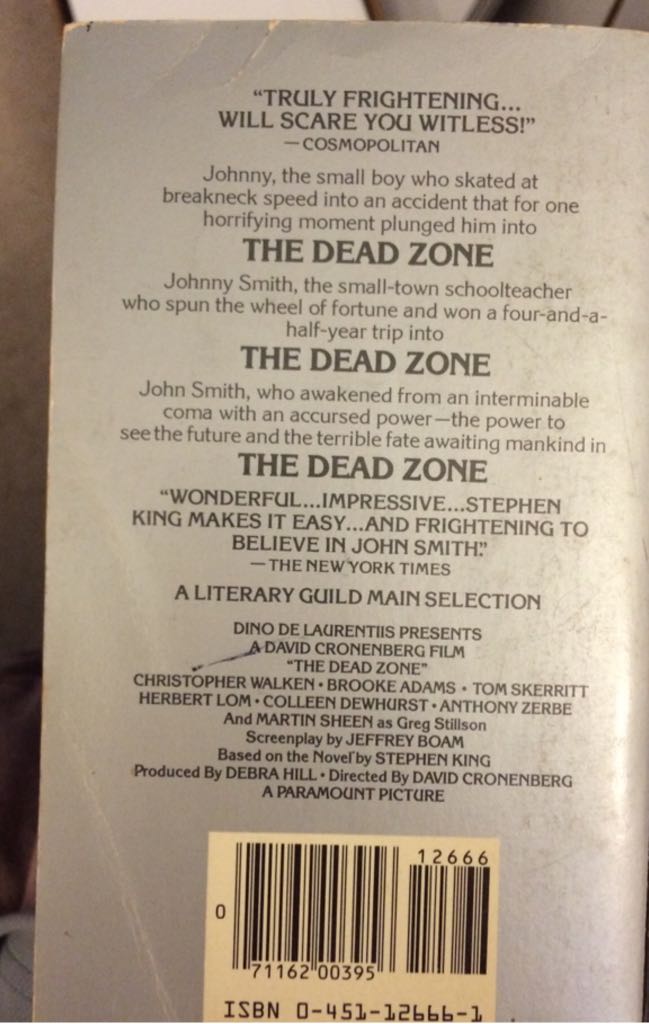 “TRULY FRIGHTENING...
WILL SCARE YOU WITLESS!”
—COSMOPOLITAN
Johnny, the small boy who skated at
breakneck speed into an accident that for one
horrifying moment plunged him into
THE DEAD ZONE
Johnny Smith, the small-town schoolteacher
who spun the wheel of fortune and won a four-and-a-
half-year trip into
THE DEAD ZONE
John Smith, who awakened from an interminable
coma with an accursed power—the power to
see the future and the terrible fate awaiting mankind in
THE DEAD ZONE
“WONDERFUL...IMPRESSIVE...STEPHEN
KING MAKES IT EASY...AND FRIGHTENING TO
BELIEVE IN JOHN SMITH.”
—THE NEW YORK TIMES
A LITERARY GUILD MAIN SELECTION
DINO DE LAURENTIIS PRESENTS
A DAVID CRONENBERG FILM
“THE DEAD ZONE”
CHRISTOPHER WALKEN • BROOKE ADAMS • TOM SKERRITT
HERBERT LOM • COLLEEN DEWHURST • ANTHONY ZERBE
And MARTIN SHEEN as Greg Stillson
Screenplay by JEFFREY BOAM
Based on the Novel by STEPHEN KING
Produced By DEBRA HILL • Directed By DAVID CRONENBERG
A PARAMOUNT PICTURE
12666
0
71162 00395
ISBN 0-451-12666-1